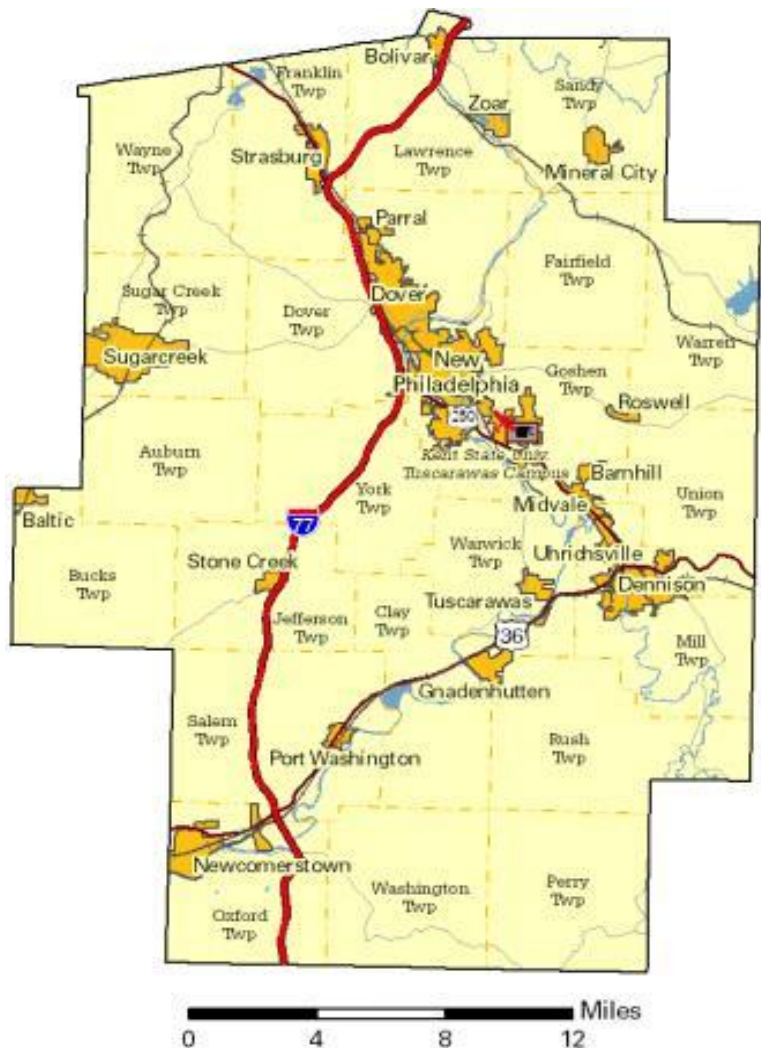 Bolivar
Franklin
Twp
Sandy
Twp
Zoar
Wayne
Twp
Strasburg
Lawrence
Twp
Mineral City
Parral
Fairfield
Twp
Sugar Creek
Twp
Dover
Dover
Twp
Warren
Twp
Sugarcreek
New
Philadelphia
Goshen
Twp
Roswell
250
Auburn
Twp
Kent State Univ.
Tuscarawas Campus
Barnhill
York
Twp
Union
Twp
Baltic
Midvale
77
Warwick
Twp
Uhrichsville
Stone Creek
Bucks
Twp
Dennison
Tuscarawas
Jefferson
Twp
Clay
Twp
36
Mill
Twp
Gnadenhutten
Salem
Twp
Rush
Twp
Port Washington
Newcomerstown
Washington
Twp
Perry
Twp
Oxford
Twp
Miles
0 4 8 12